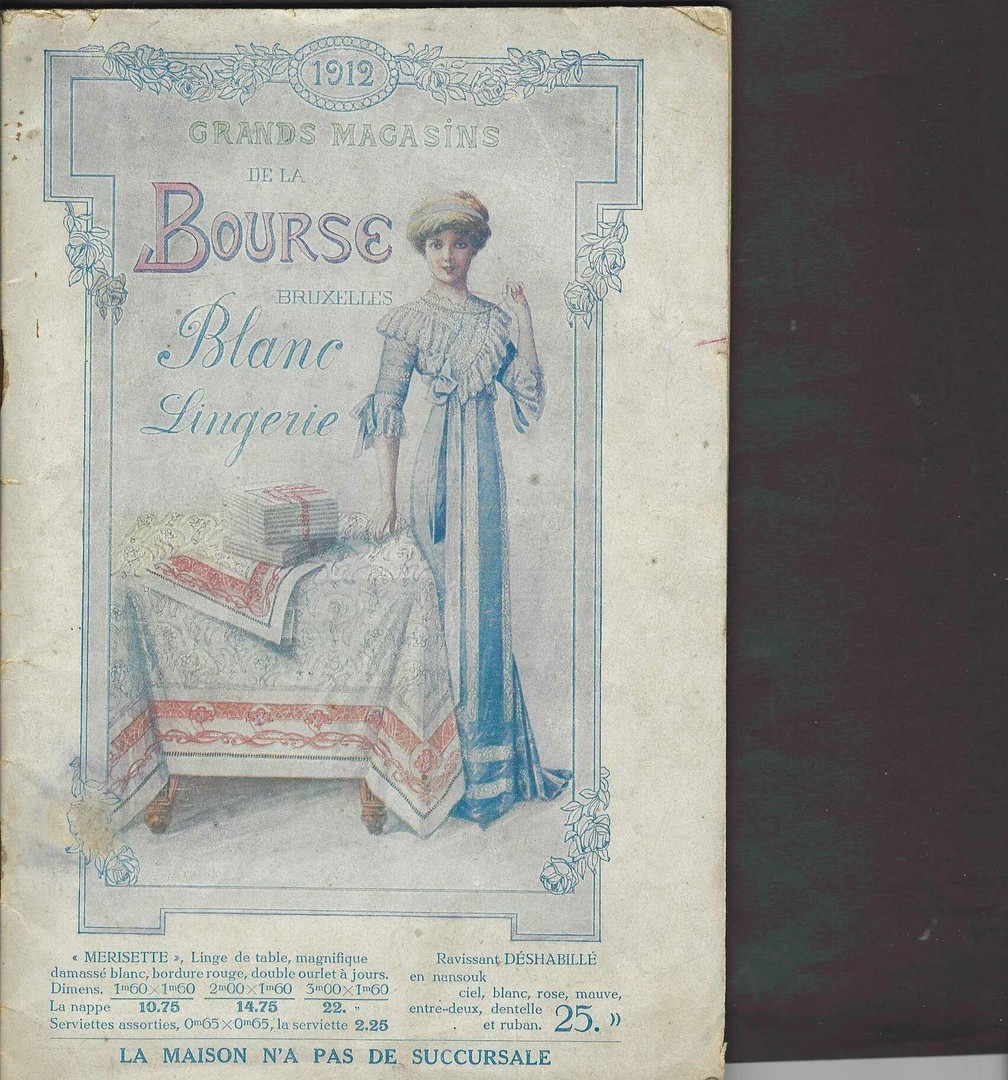 1912
GRANDS MAGASINS
DE LA
BOURSE
BRUXELLES
Blanc
Lingerie
« MERISETTE », Linge de table, magnifique
damassé blanc, bordure rouge, double ourlet à jours.
Dimens. 1m60×1m60 2m00×1m60 3m00×1m60
La nappe 10.75 14.75 22. »
Serviettes assorties, 0m65×0m65, la serviette 2.25
Ravissant DÉSHABILLÉ
en nansouk
ciel, blanc, rose, mauve,
entre-deux, dentelle
et ruban. 25. »
LA MAISON N'A PAS DE SUCCURSALE